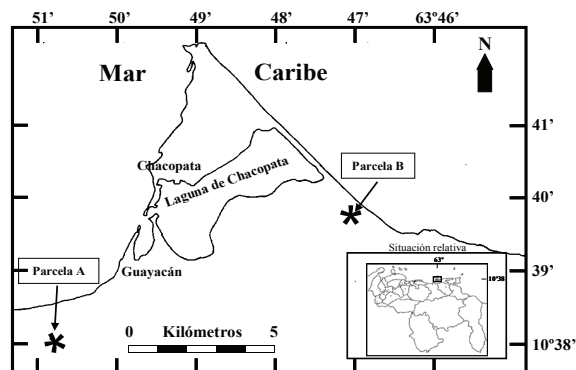 51’ 50’ 49’ 48’ 47’ 63°46’
Mar Caribe
N
41’
Chacopata
Parcela B
Laguna de Chacopata
40’
Situación relativa
63°
10°38
39’
Parcela A
Guayacán
0 Kilómetros 5
10°38’